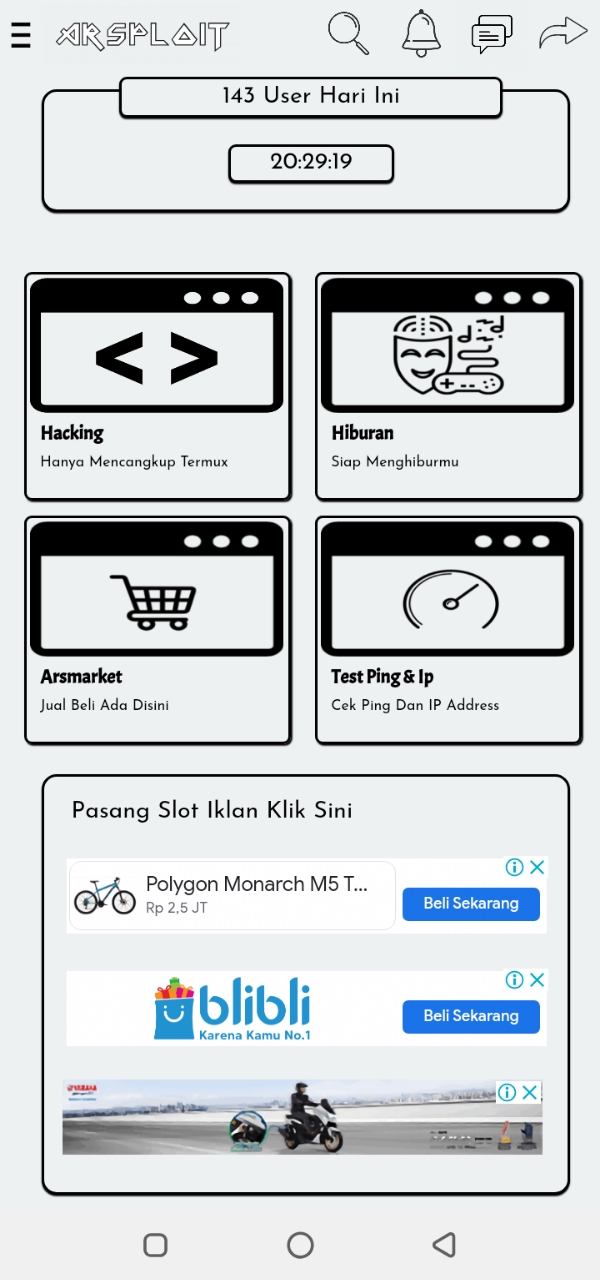 ARSPLOIT
143 User Hari Ini
20:29:19
Hacking
Hanya Mencangkup Termux
Hiburan
Siap Menghiburmu
Arsmarket
Jual Beli Ada Disini
Test Ping & Ip
Cek Ping Dan IP Address
Pasang Slot Iklan Klik Sini
Polygon Monarch M5 T...
Rp 2,5 JT
Beli Sekarang
blibli
Karena Kamu No.1
Beli Sekarang
YAMAHA